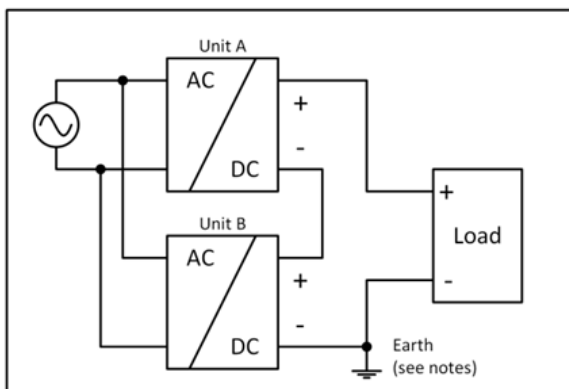 Unit A
AC
+
-
DC
Unit B
AC
+
-
DC
+
Load
-
Earth
(see notes)